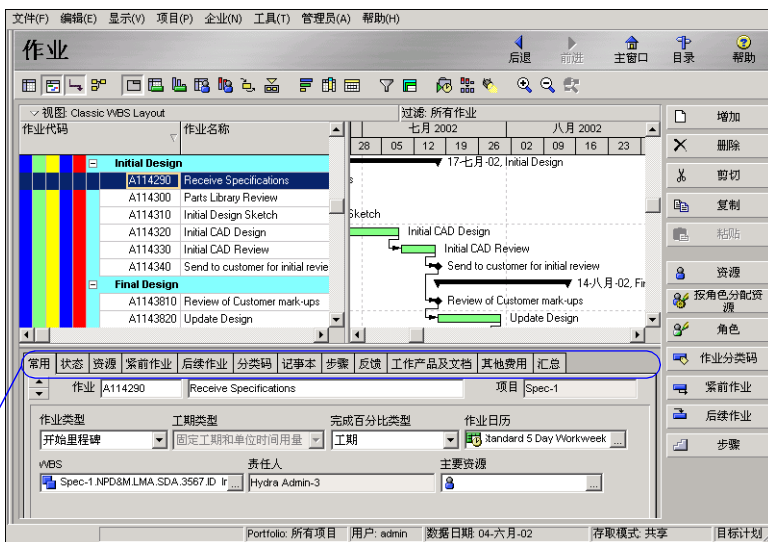 文件(F) 编辑(E) 显示(V) 项目(P) 企业(N) 工具(T) 管理员(A) 帮助(H)
作业
后退 前进 主窗口 目录 帮助
视图: Classic WBS Layout 过滤: 所有作业
作业代码 作业名称 七月 2002 八月 2002
28 05 12 19 26 02 09 16 23
Initial Design 17-七月-02, Initial Design
A114290 Receive Specifications
A114300 Parts Library Review
A114310 Initial Design Sketch Sketch
A114320 Initial CAD Design Initial CAD Design
A114330 Initial CAD Review Initial CAD Review
A114340 Send to customer for initial revie Send to customer for initial review
Final Design 14-八月-02, Fir
A1143810 Review of Customer mark-ups Review of Customer mark-ups
A1143820 Update Design Update Design
增加
删除
剪切
复制
粘贴
资源
按角色分配资源
角色
作业分类码
紧前作业
后续作业
步骤
常用 状态 资源 紧前作业 后续作业 分类码 记事本 步骤 反馈 工作产品及文档 其他费用 汇总
作业 A114290 Receive Specifications 项目 Spec-1
作业类型 工期类型 完成百分比类型 作业日历
开始里程碑 固定工期和单位时间用量 工期 Standard 5 Day Workweek ...
WBS 责任人 主要资源
Spec-1.NPD&M.LMA.SDA.3567.ID Ir ... Hydra Admin-3 ...
Portfolio: 所有项目 用户: admin 数据日期: 04-六月-02 存取模式: 共享 目标计划